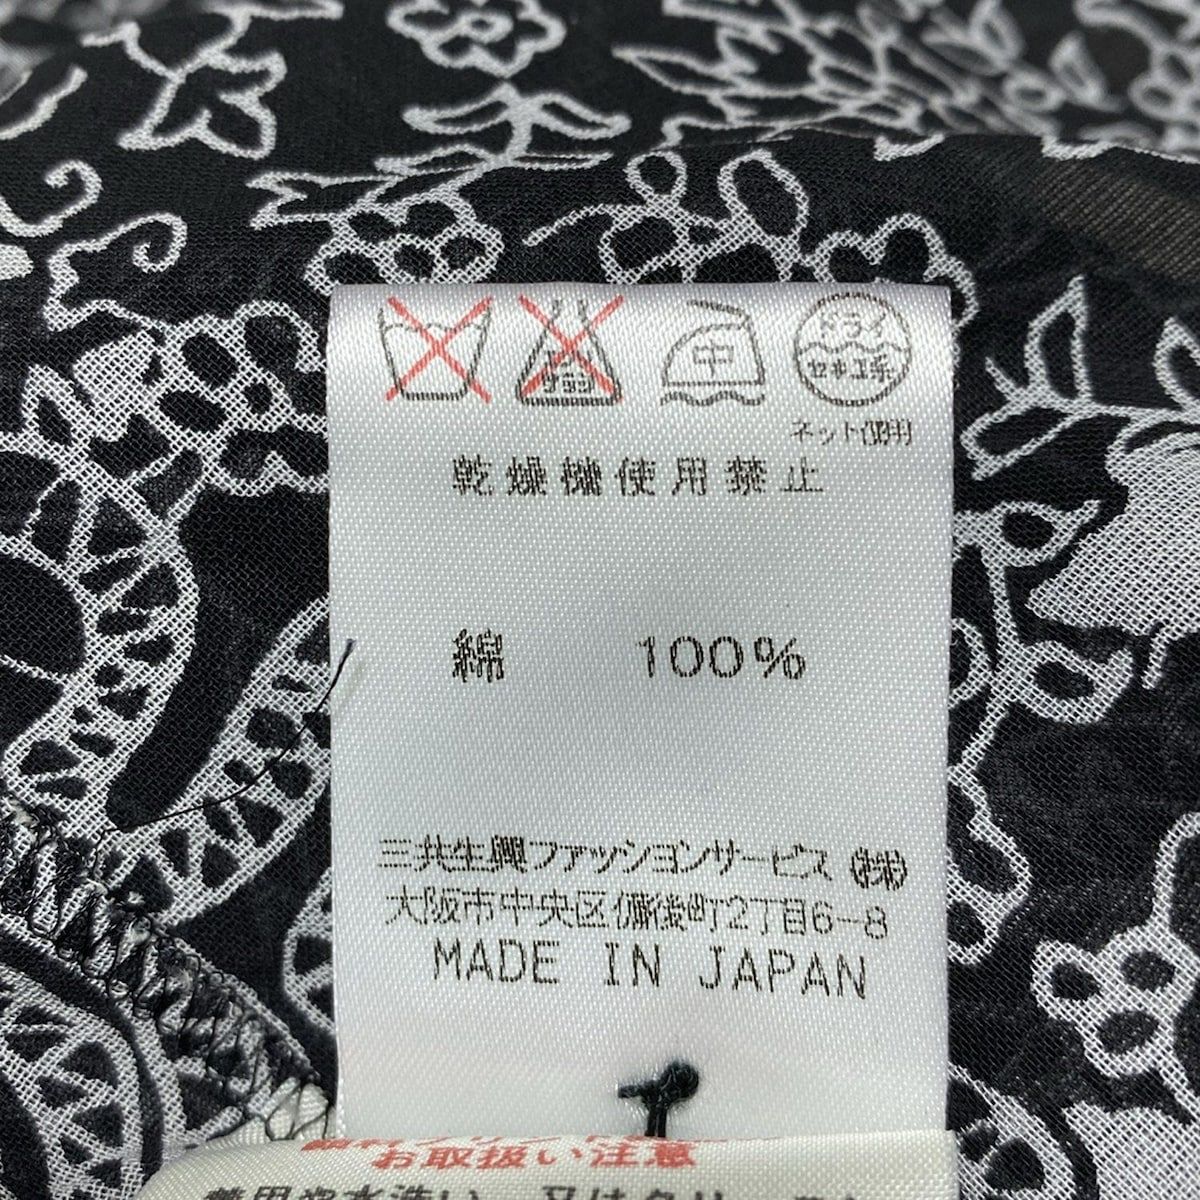 中
ドライ
セキユ系
ネット使用
乾燥機使用禁止
綿 100%
三共生興ファッションサービス㈱
大阪市中央区備後町2丁目6-8
MADE IN JAPAN
お取扱い注意